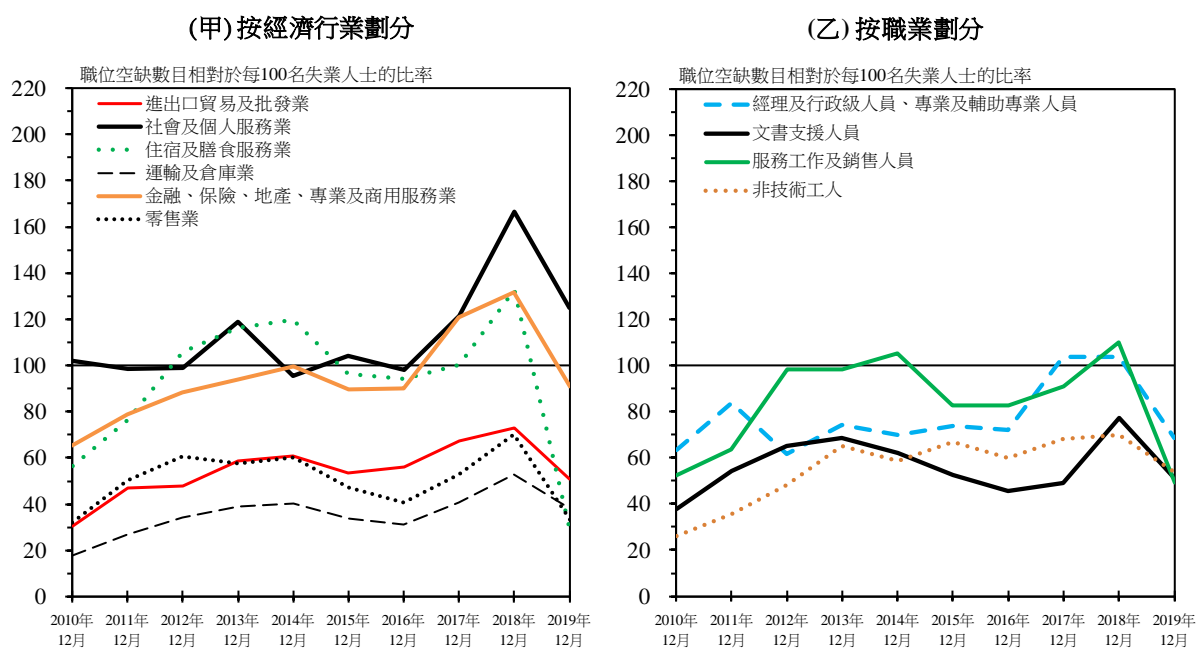 (甲) 按經濟行業劃分
職位空缺數目相對於每100名失業人士的比率
220
200
180
160
140
120
100
80
60
40
20
0
進出口貿易及批發業
社會及個人服務業
住宿及膳食服務業
運輸及倉庫業
金融、保險、地產、專業及商用服務業
零售業
2010年 2011年 2012年 2013年 2014年 2015年 2016年 2017年 2018年 2019年
12月 12月 12月 12月 12月 12月 12月 12月 12月 12月
(乙) 按職業劃分
職位空缺數目相對於每100名失業人士的比率
220
200
180
160
140
120
100
80
60
40
20
0
經理及行政級人員、專業及輔助專業人員
文書支援人員
服務工作及銷售人員
非技術工人
2010年 2011年 2012年 2013年 2014年 2015年 2016年 2017年 2018年 2019年
12月 12月 12月 12月 12月 12月 12月 12月 12月 12月